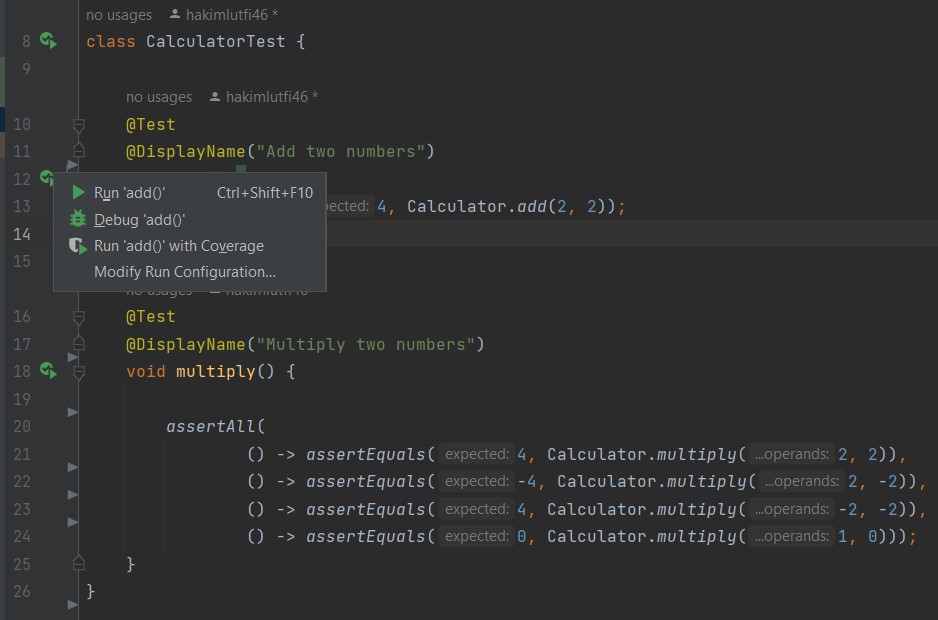 no usages hakimlutfi46 *
8 class CalculatorTest {
9
no usages hakimlutfi46 *
10 @Test
11 @DisplayName("Add two numbers")
12
Run 'add()' Ctrl+Shift+F10
13 pected: 4, Calculator.add(2, 2));
Debug 'add()'
14
Run 'add()' with Coverage
15
Modify Run Configuration...
no usages hakimlutfi46
16 @Test
17 @DisplayName("Multiply two numbers")
18 void multiply() {
19
20 assertAll(
21 () -> assertEquals( expected: 4, Calculator.multiply( ...operands: 2, 2)),
22 () -> assertEquals( expected: -4, Calculator.multiply( ...operands: 2, -2)),
23 () -> assertEquals( expected: 4, Calculator.multiply( ...operands: -2, -2)),
24 () -> assertEquals( expected: 0, Calculator.multiply( ...operands: 1, 0)));
25 }
26 }